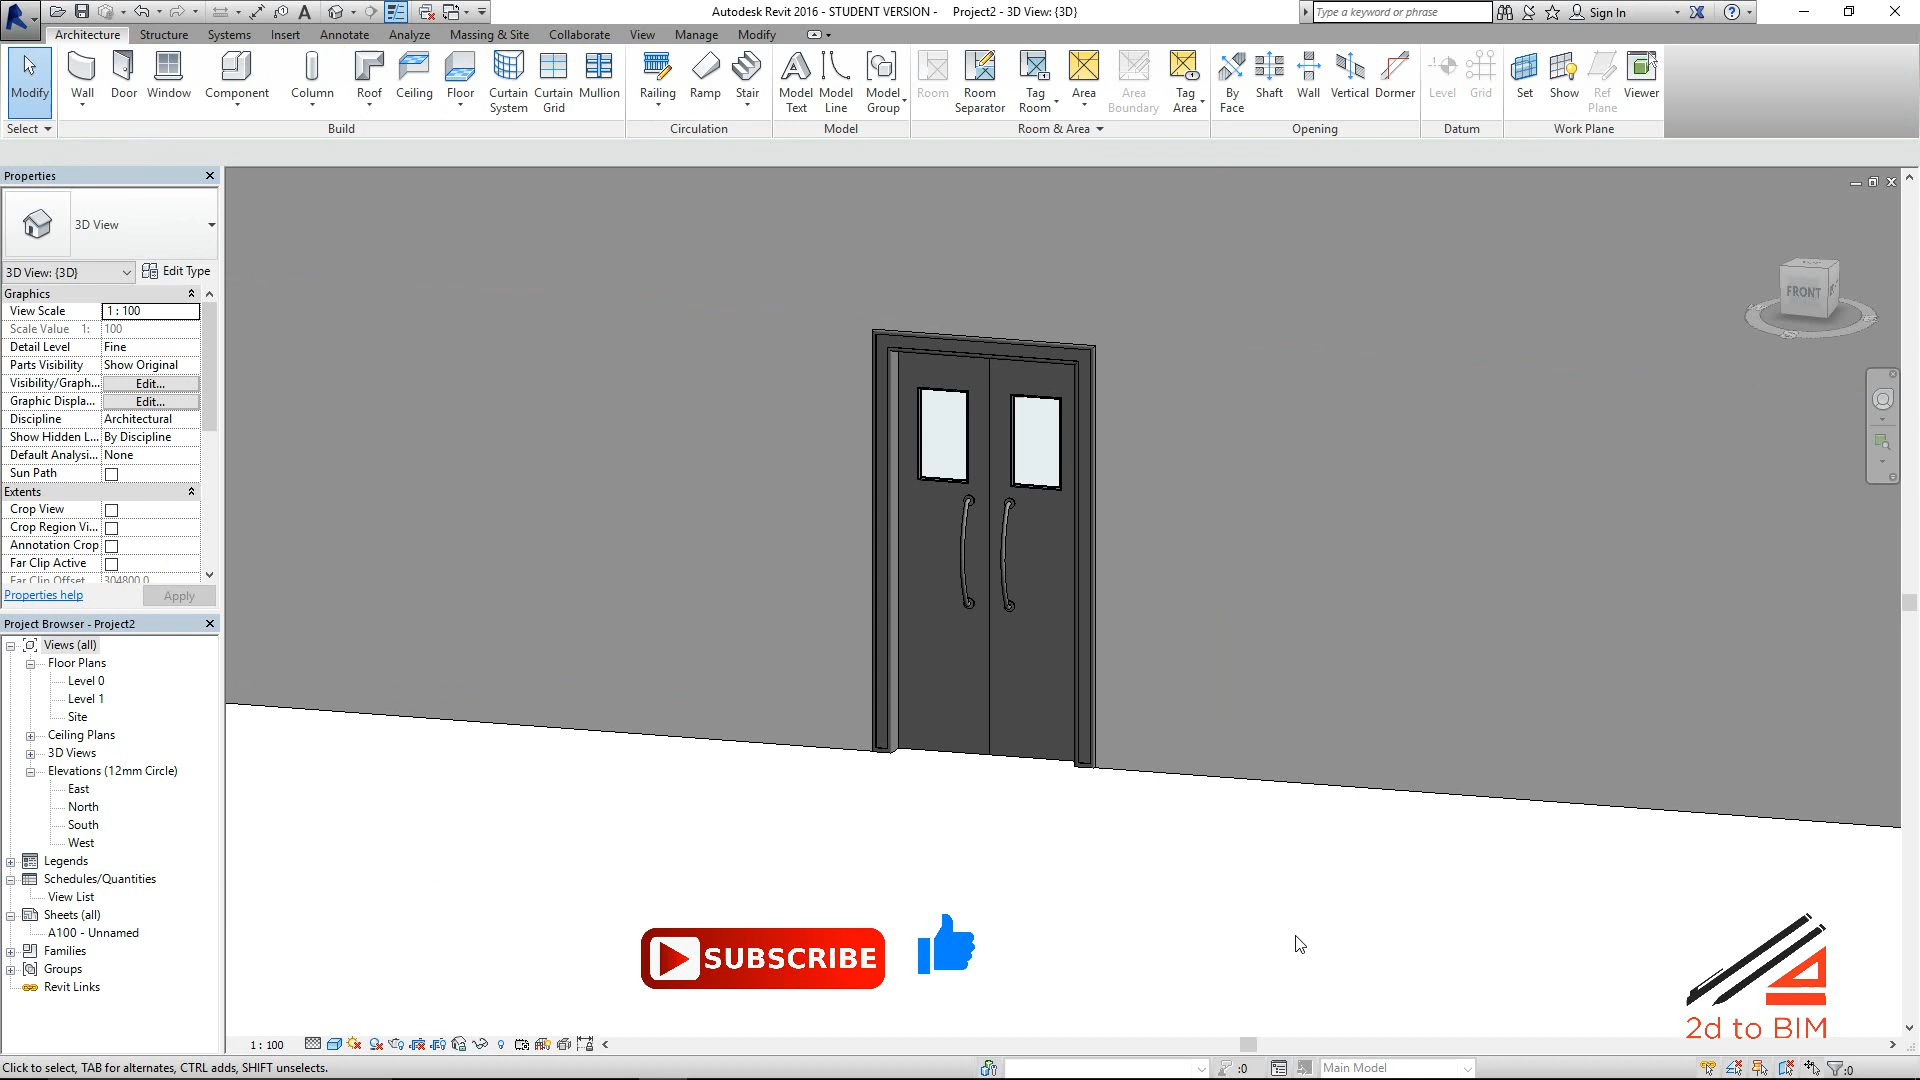 Autodesk Revit 2016 - STUDENT VERSION - Project2 - 3D View: {3D}
Type a keyword or phrase
Sign In
Architecture Structure Systems Insert Annotate Analyze Massing & Site Collaborate View Manage Modify
Modify Wall Door Window Component Column Roof Ceiling Floor Curtain System Curtain Grid Mullion Railing Ramp Stair Model Text Model Line Model Group Room Room Separator Tag Room Area Area Boundary Tag Area By Face Shaft Wall Vertical Dormer Level Grid Set Show Ref Plane Viewer
Select Build Circulation Model Room & Area Opening Datum Work Plane
Properties
3D View
3D View: {3D} Edit Type
Graphics
View Scale 1 : 100
Scale Value 1: 100
Detail Level Fine
Parts Visibility Show Original
Visibility/Graph... Edit...
Graphic Displa... Edit...
Discipline Architectural
Show Hidden L... By Discipline
Default Analysi... None
Sun Path
Extents
Crop View
Crop Region Vi...
Annotation Crop
Far Clip Active
Far Clip Offset 304800.0
Properties help Apply
Project Browser - Project2
Views (all)
Floor Plans
Level 0
Level 1
Site
Ceiling Plans
3D Views
Elevations (12mm Circle)
East
North
South
West
Legends
Schedules/Quantities
View List
Sheets (all)
A100 - Unnamed
Families
Groups
Revit Links
FRONT
SUBSCRIBE
2d to BIM
1 : 100
Click to select, TAB for alternates, CTRL adds, SHIFT unselects.
:0
Main Model
:0